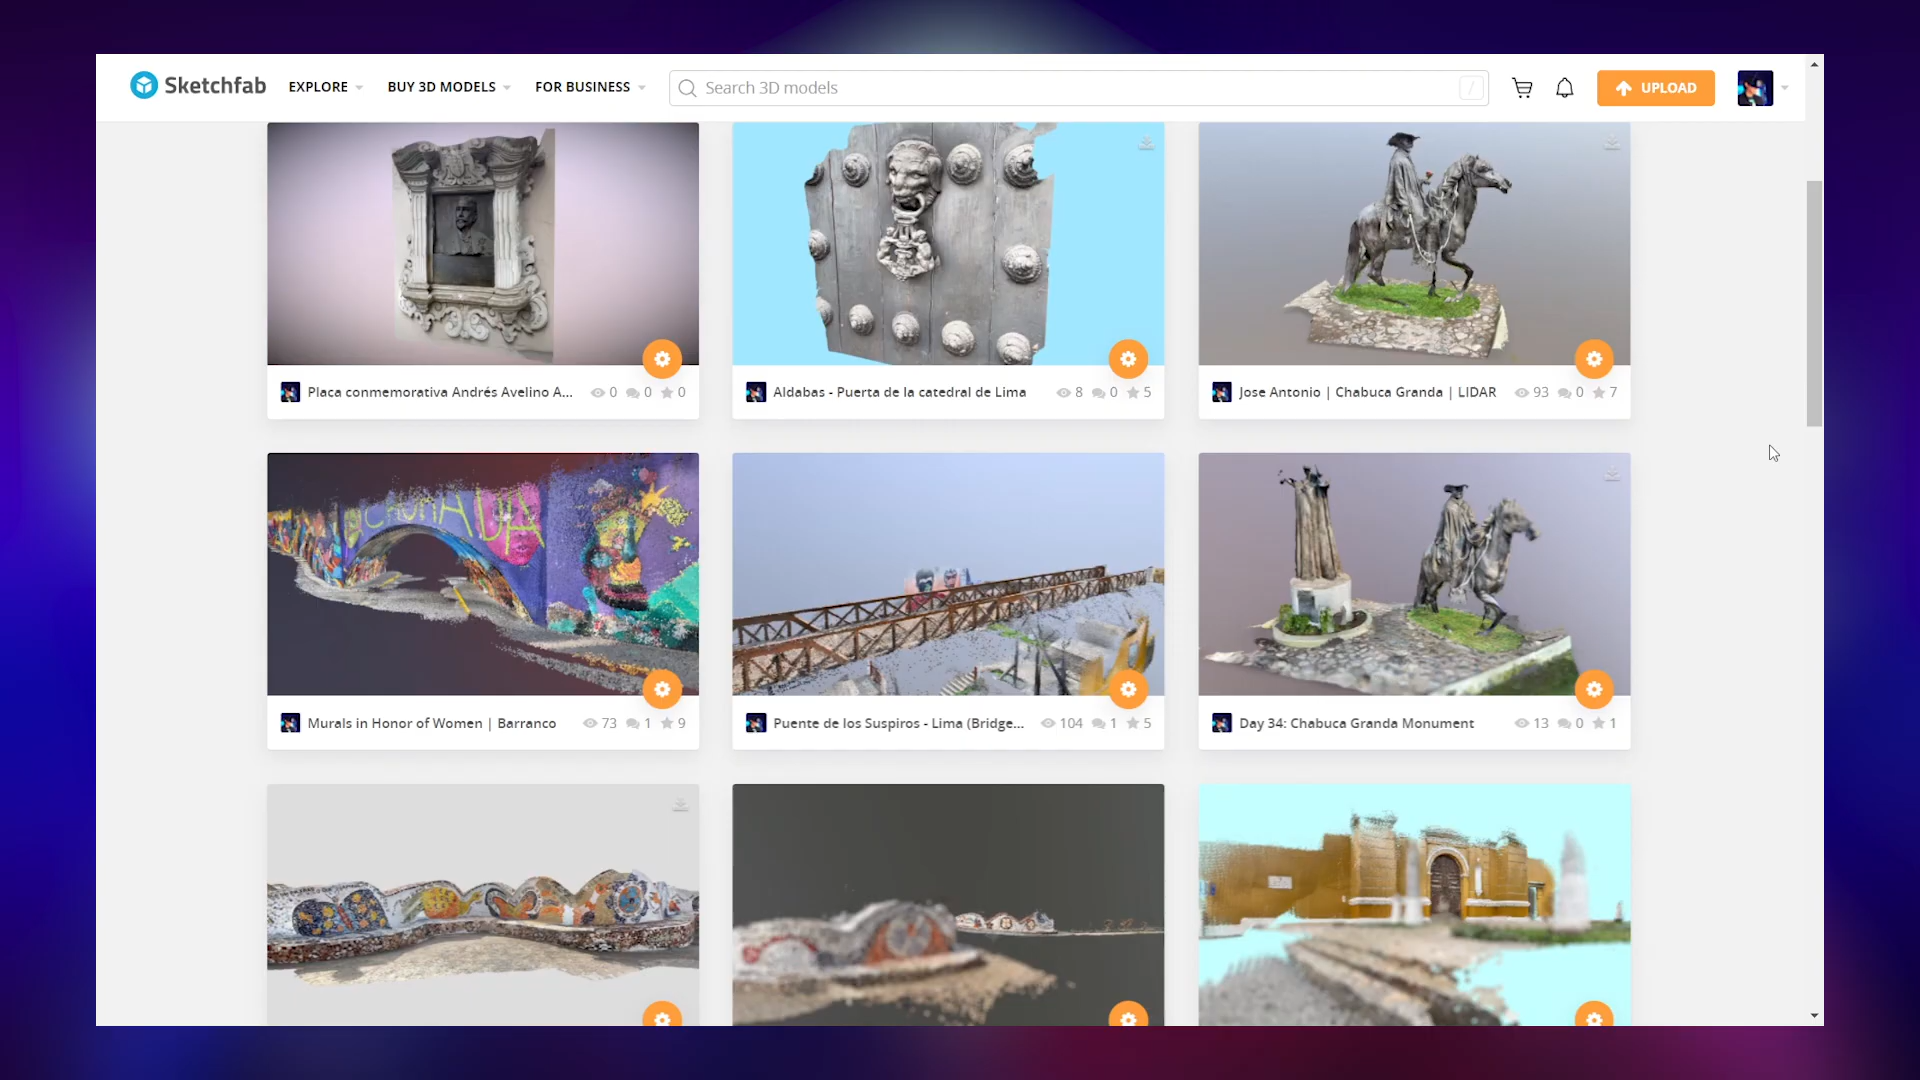 Sketchfab EXPLORE BUY 3D MODELS FOR BUSINESS Search 3D models / UPLOAD
Placa conmemorativa Andrés Avelino A... 0 0 0
Aldabas - Puerta de la catedral de Lima 8 0 5
Jose Antonio | Chabuca Granda | LIDAR 93 0 7
Murals in Honor of Women | Barranco 73 1 9
Puente de los Suspiros - Lima (Bridge... 104 1 5
Day 34: Chabuca Granda Monument 13 0 1